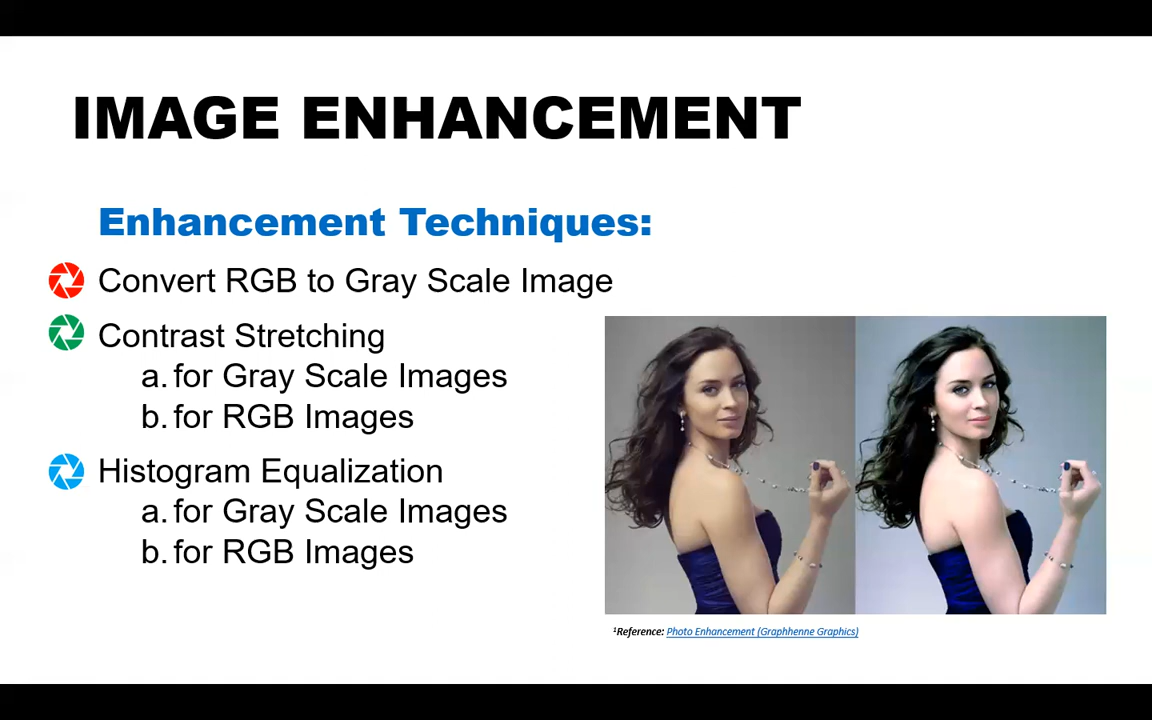 IMAGE ENHANCEMENT
Enhancement Techniques:
Convert RGB to Gray Scale Image
Contrast Stretching
a. for Gray Scale Images
b. for RGB Images
Histogram Equalization
a. for Gray Scale Images
b. for RGB Images
¹Reference: Photo Enhancement (Graphhenne Graphics)